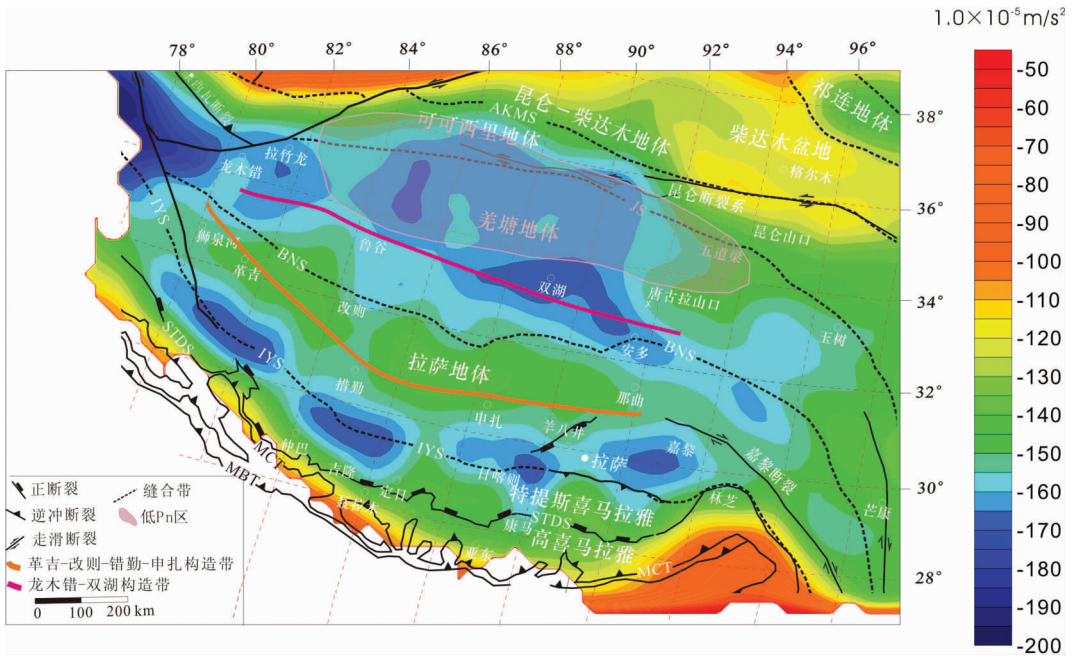 1.0×10⁻⁵m/s²
78°
80°
82°
84°
86°
88°
90°
92°
94°
96°
38°
36°
34°
32°
30°
28°
祁连地体
昆仑－柴达木地体
柴达木盆地
AKMS
可可西里地体
格尔木
拉竹龙
龙木错
昆仑断裂系
JS
昆仑山口
羌塘地体
五道梁
IYS
狮泉河
BNS
鲁谷
革吉
双湖
唐古拉山口
改则
玉树
STDS
IYS
安多
BNS
拉萨地体
措勤
那曲
申扎
羊八井
仲巴
IYS
拉萨
嘉黎
嘉黎断裂
MCT
吉隆
日喀则
MBT
定日
特提斯喜马拉雅
林芝
芒康
STDS
康马
高喜马拉雅
亚东
MCT
正断裂
缝合带
逆冲断裂
低Pn区
走滑断裂
革吉-改则-错勤-申扎构造带
龙木错-双湖构造带
0 100 200 km
-50
-60
-70
-80
-90
-100
-110
-120
-130
-140
-150
-160
-170
-180
-190
-200